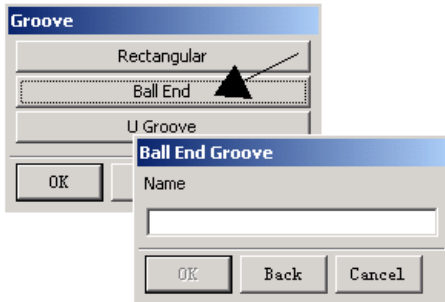 Groove
Rectangular
Ball End
U Groove
OK
Ball End Groove
Name
OK Back Cancel